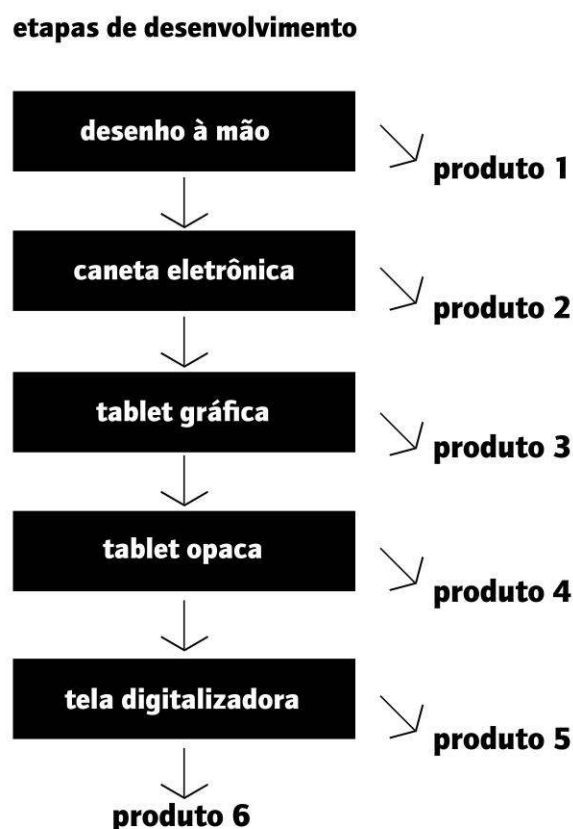 etapas de desenvolvimento
desenho à mão
produto 1
caneta eletrônica
produto 2
tablet gráfica
produto 3
tablet opaca
produto 4
tela digitalizadora
produto 5
produto 6